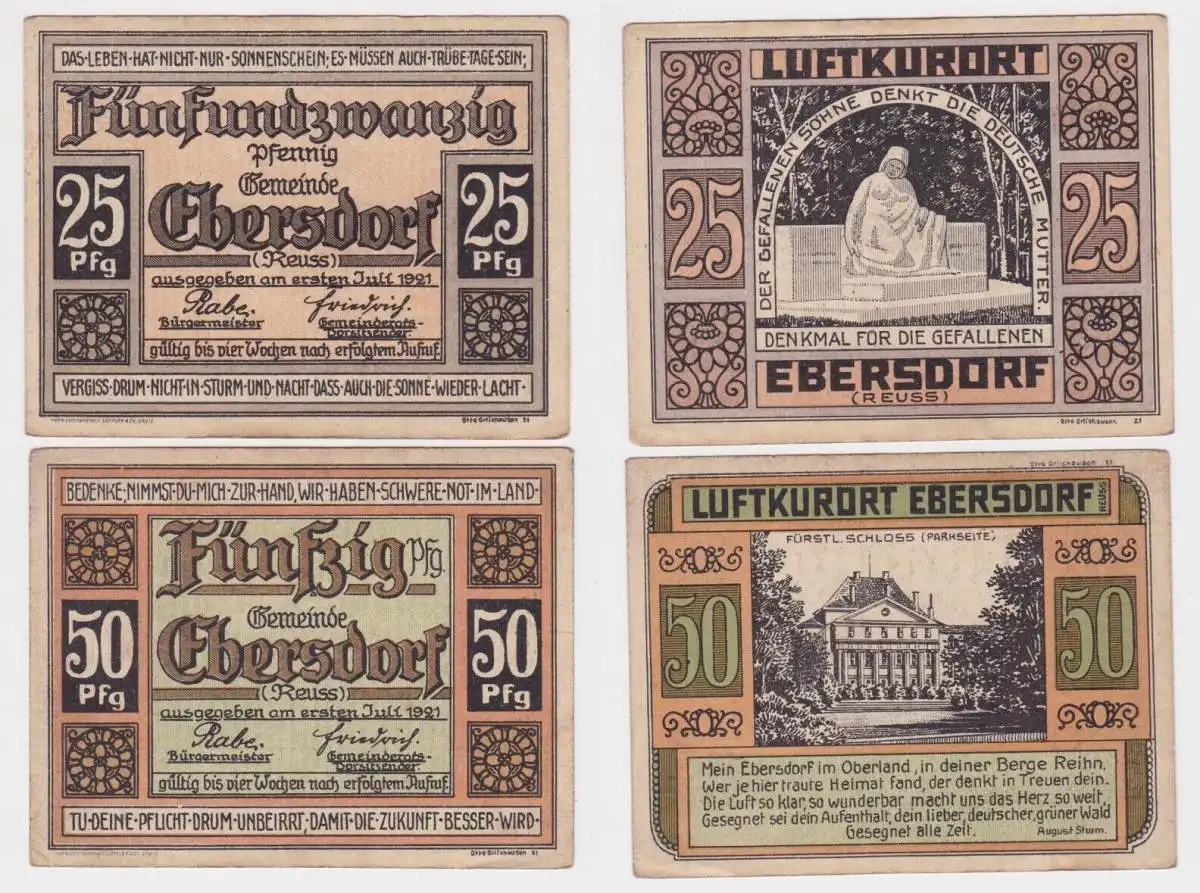 DAS·LEBEN·HAT·NICHT·NUR·SONNENSCHEIN; ES·MÜSSEN·AUCH·TRÜBE·TAGE·SEIN;
Fünfundzwanzig
Pfennig
Gemeinde
Ebersdorf
(Reuss)
25
Pfg
25
Pfg
ausgegeben am ersten Juli 1921
Rabe.
Friedrich.
Bürgermeister
Gemeinderats-
Vorsitzender.
gültig bis vier Wochen nach erfolgtem Aufruf.
VERGISS·DRUM·NICHT·IN·STURM·UND·NACHT·DASS·AUCH·DIE·SONNE·WIEDER·LACHT·
Otto Orlishausen 21
LUFTKURORT
DER GEFALLENEN SÖHNE DENKT DIE DEUTSCHE MUTTER.
25
25
DENKMAL FÜR DIE GEFALLENEN
EBERSDORF
(REUSS)
Otto Orlishausen 21
BEDENKE; NIMMST·DU·MICH·ZUR·HAND, WIR·HABEN·SCHWERE·NOT·IM·LAND·
Fünfzig Pfg.
Gemeinde
Ebersdorf
(Reuss)
50
Pfg
50
Pfg
ausgegeben am ersten Juli 1921
Rabe.
Friedrich.
Bürgermeister
Gemeinderats-
Vorsitzender.
gültig bis vier Wochen nach erfolgtem Aufruf.
TU·DEINE·PFLICHT·DRUM·UNBEIRRT, DAMIT·DIE·ZUKUNFT·BESSER·WIRD·
Otto Orlishausen 21
Otto Orlishausen 21
LUFTKURORT EBERSDORF REUSS
FÜRSTL. SCHLOSS (PARKSEITE)
50
50
Mein Ebersdorf im Oberland, in deiner Berge Reihn,
Wer je hier traute Heimat fand, der denkt in Treuen dein.
Die Luft so klar, so wunderbar macht uns das Herz so weit,
Gesegnet sei dein Aufenthalt, dein lieber, deutscher, grüner Wald
Gesegnet alle Zeit.
August Sturm.